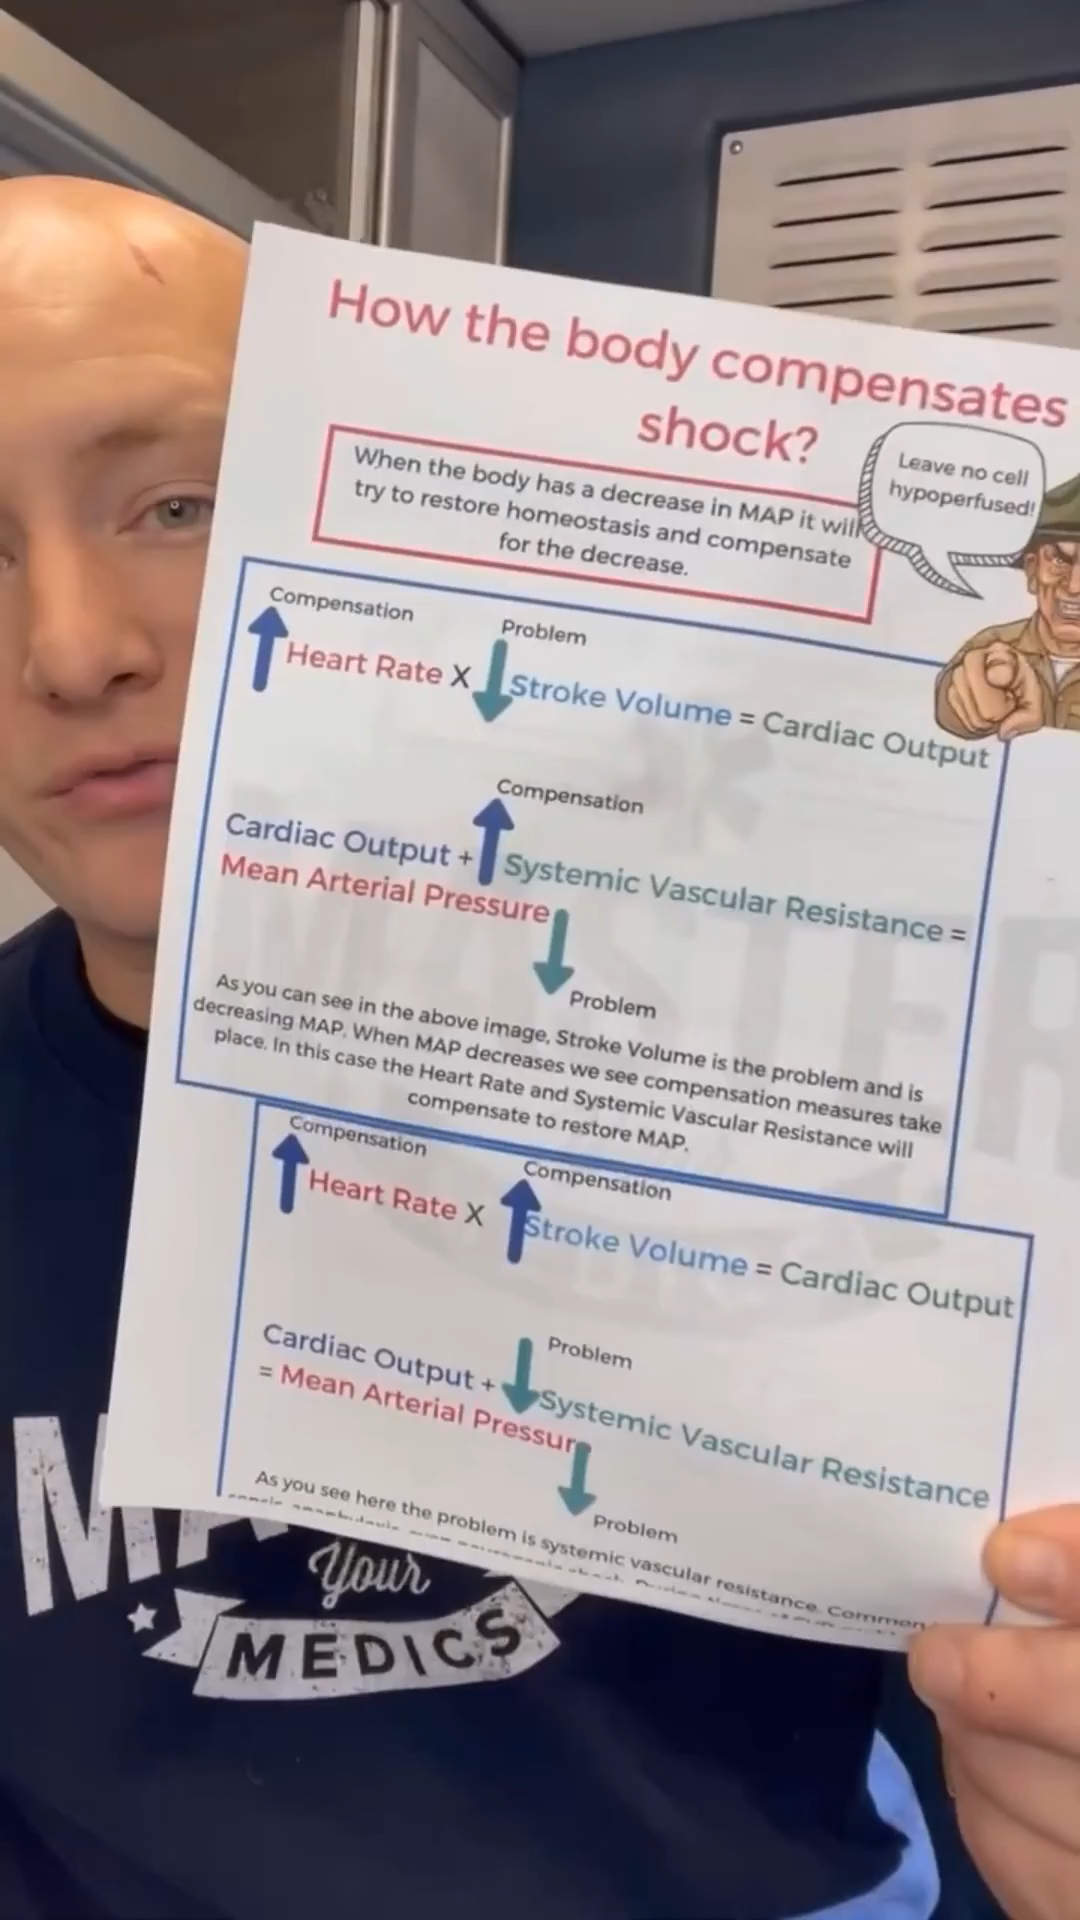 How the body compensates
shock?
Leave no cell
hypoperfused!
When the body has a decrease in MAP it will
try to restore homeostasis and compensate
for the decrease.
Compensation
Problem
Heart Rate X Stroke Volume = Cardiac Output
Compensation
Cardiac Output + Systemic Vascular Resistance =
Mean Arterial Pressure
Problem
As you can see in the above image, Stroke Volume is the problem and is
decreasing MAP. When MAP decreases we see compensation measures take
place. In this case the Heart Rate and Systemic Vascular Resistance will
compensate to restore MAP.
Compensation
Compensation
Heart Rate X Stroke Volume = Cardiac Output
Problem
Cardiac Output + Systemic Vascular Resistance
= Mean Arterial Pressure
Problem
As you see here the problem is systemic vascular resistance. Common
MA
Your
MEDICS